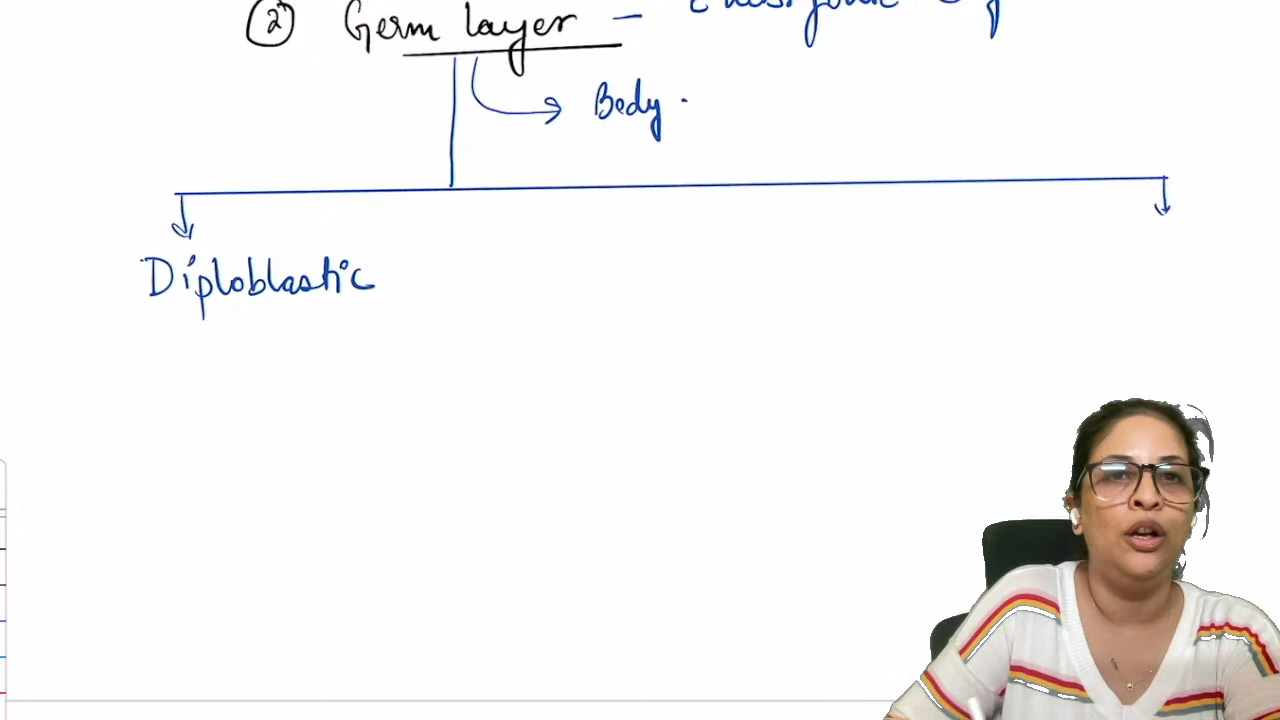 ② Germ layer –
Body .
Diploblastic